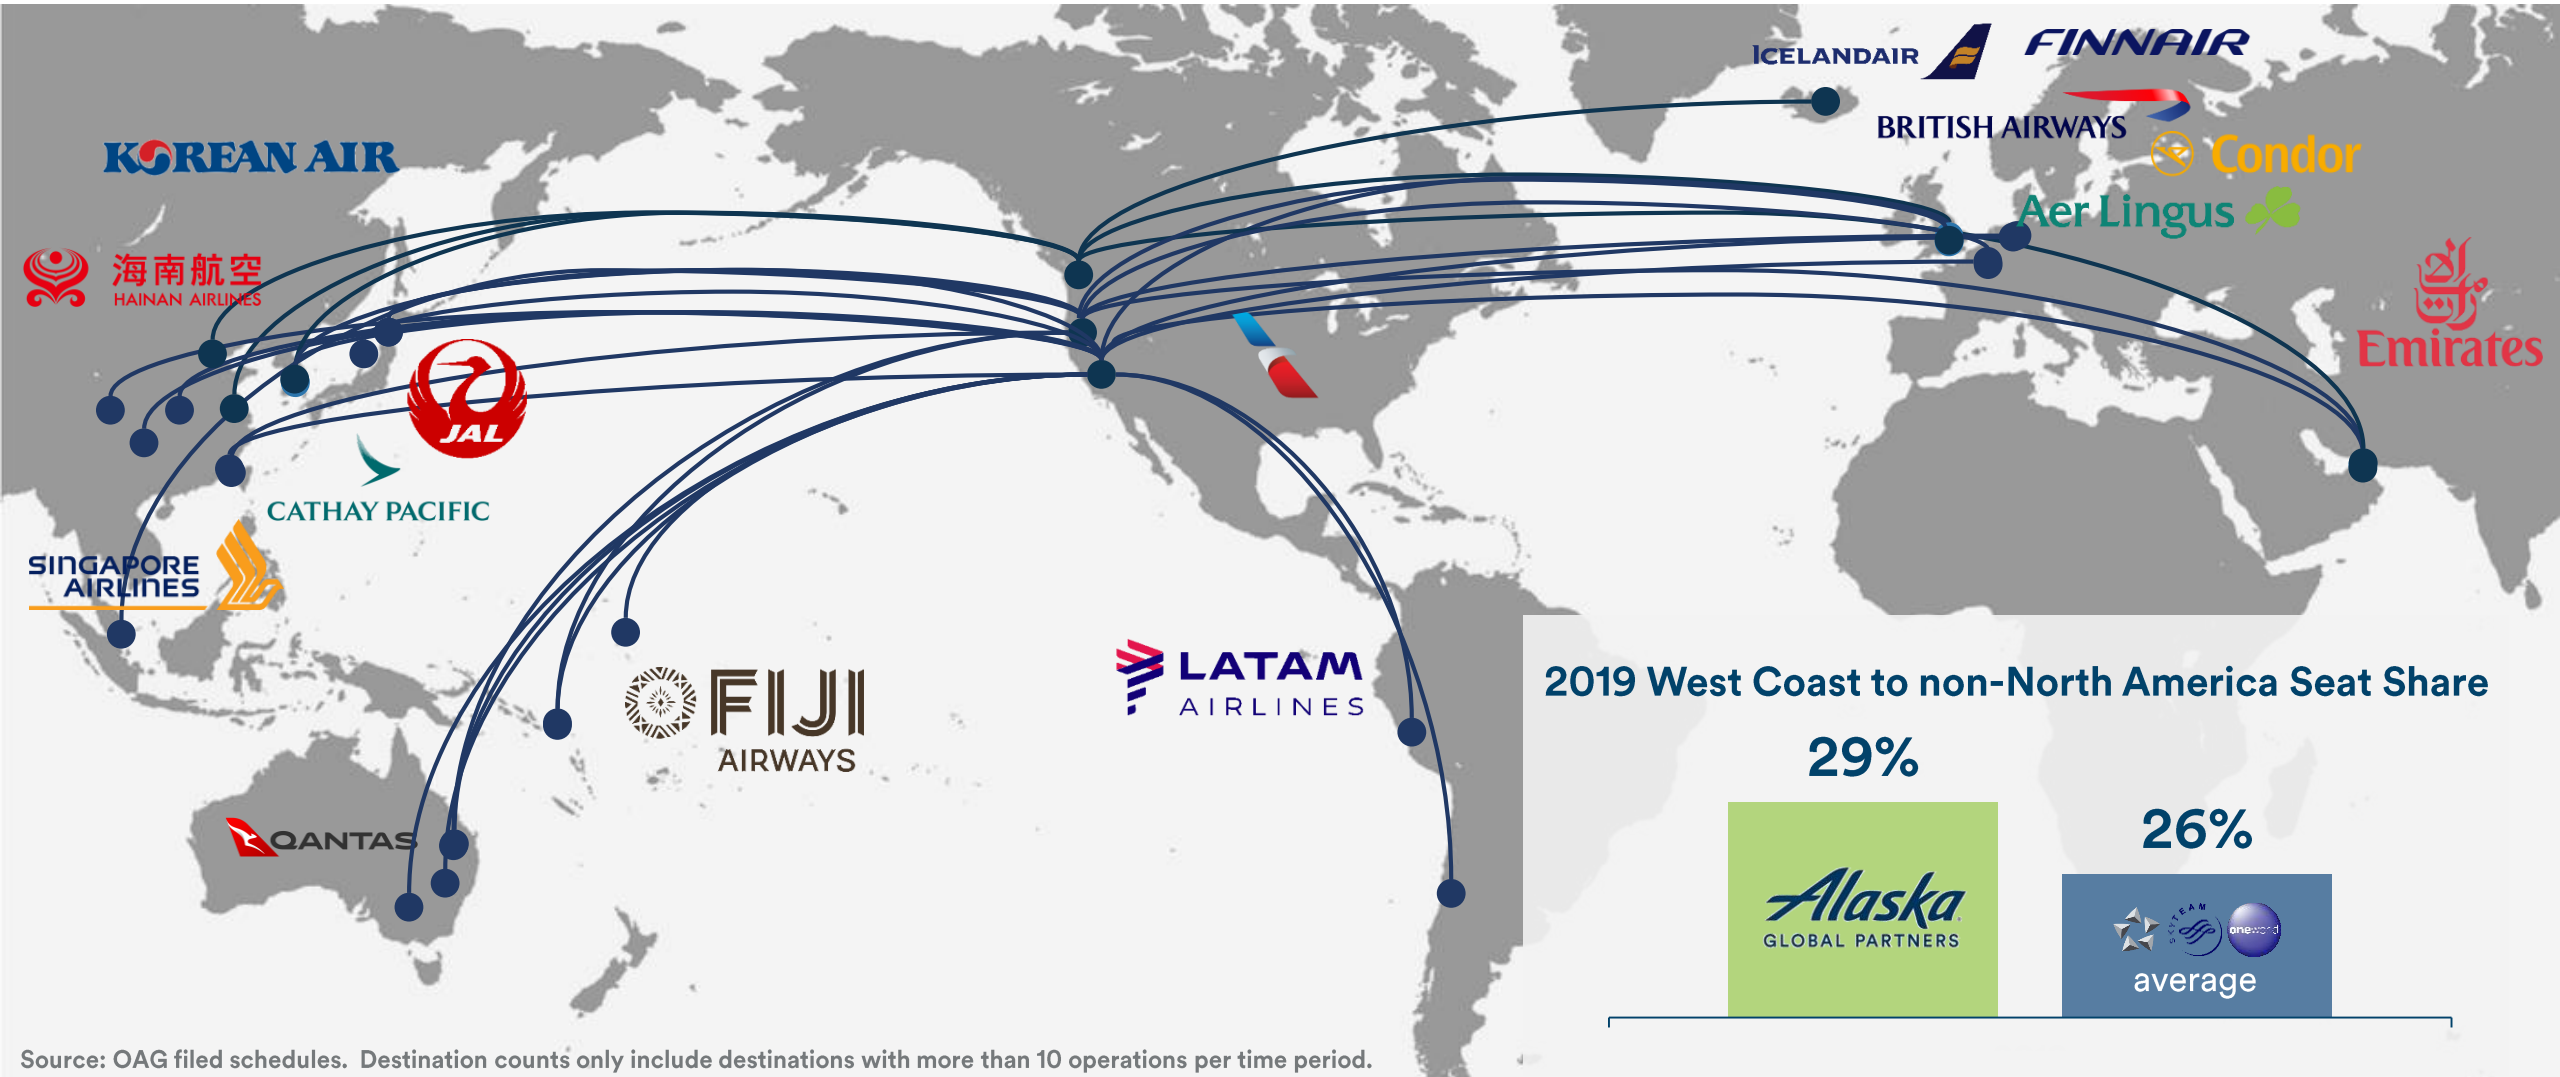 ICELANDAIR
FINNAIR
BRITISH AIRWAYS
Condor
Aer Lingus
KOREAN AIR
海南航空
HAINAN AIRLINES
Emirates
JAL
CATHAY PACIFIC
SINGAPORE
AIRLINES
FIJI
AIRWAYS
LATAM
AIRLINES
QANTAS
2019 West Coast to non-North America Seat Share
29%
26%
Alaska
GLOBAL PARTNERS
SKYTEAM
oneworld
average
Source: OAG filed schedules. Destination counts only include destinations with more than 10 operations per time period.